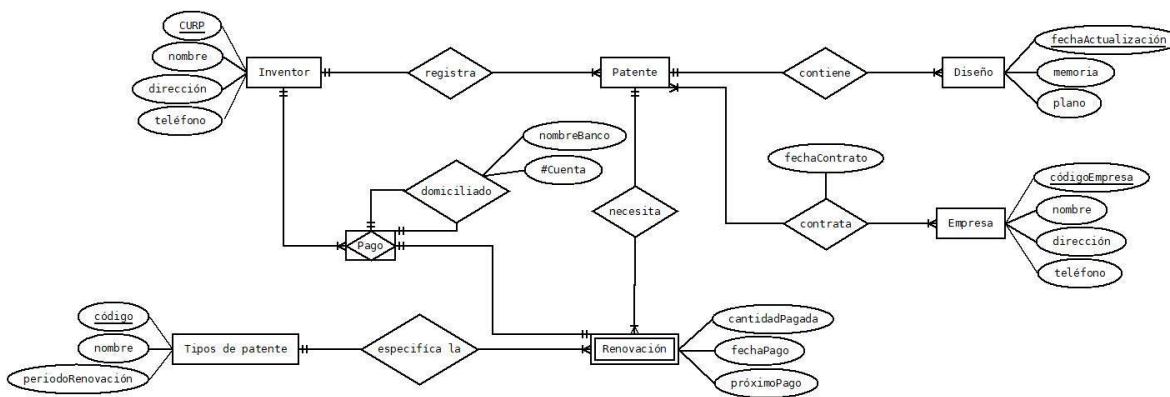 CURP
nombre
dirección
teléfono
Inventor
registra
Patente
contiene
Diseño
fechaActualización
memoria
plano
nombreBanco
#Cuenta
domiciliado
Pago
necesita
fechaContrato
contrata
Empresa
códigoEmpresa
nombre
dirección
teléfono
código
nombre
periodoRenovación
Tipos de patente
específica la
Renovación
cantidadPagada
fechaPago
próximoPago